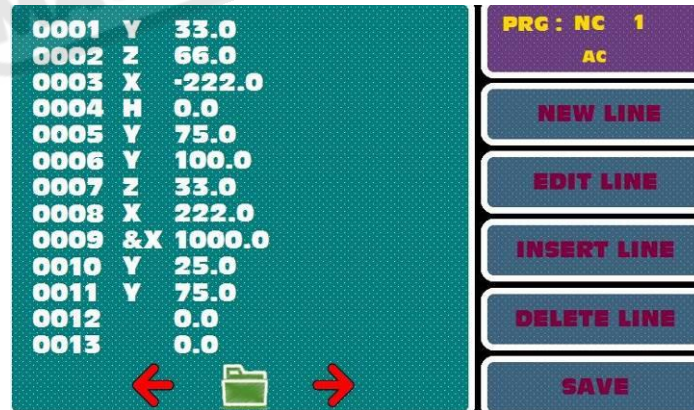 0001 Y 33.0
0002 Z 66.0
0003 X -222.0
0004 H 0.0
0005 Y 75.0
0006 Y 100.0
0007 Z 33.0
0008 X 222.0
0009 &X 1000.0
0010 Y 25.0
0011 Y 75.0
0012 0.0
0013 0.0
PRG : NC 1
AC
NEW LINE
EDIT LINE
INSERT LINE
DELETE LINE
SAVE